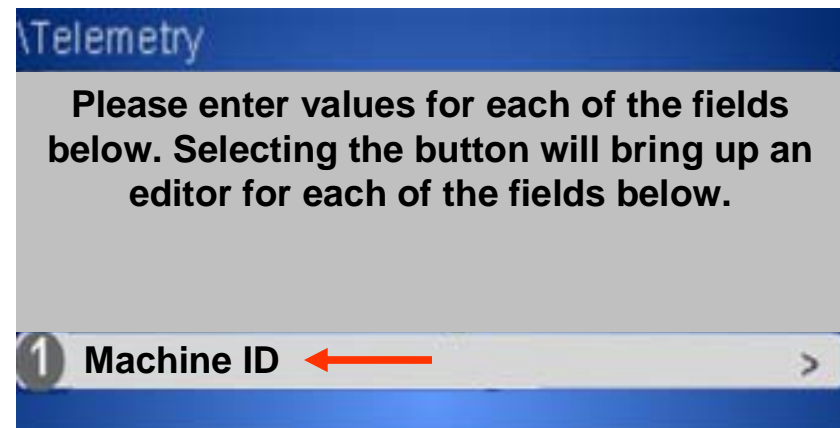 \Telemetry
Please enter values for each of the fields
below. Selecting the button will bring up an
editor for each of the fields below.
1 Machine ID >